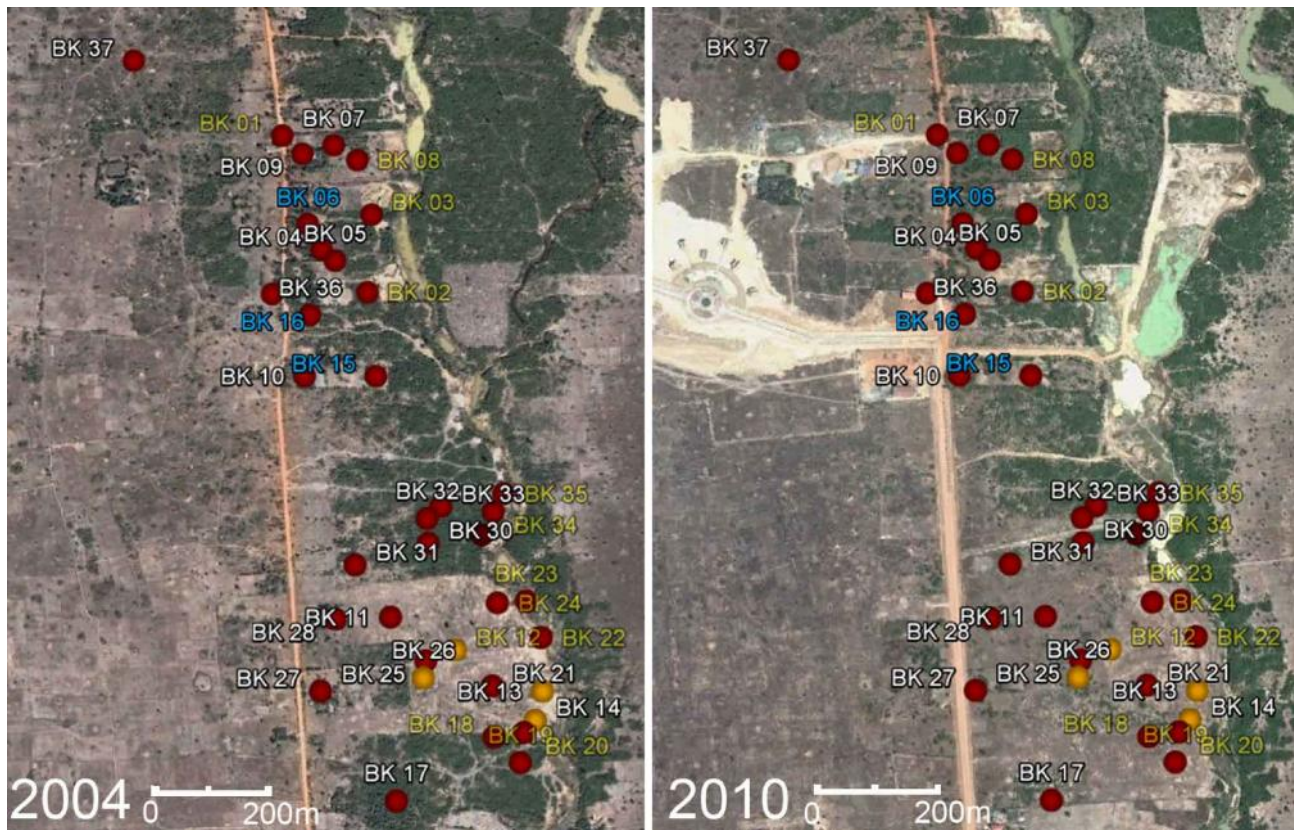 BK 37
BK 01
BK 07
BK 09
BK 08
BK 06
BK 03
BK 04
BK 05
BK 36
BK 02
BK 16
BK 15
BK 10
BK 32
BK 33
BK 35
BK 30
BK 34
BK 31
BK 23
BK 11
BK 24
BK 28
BK 12
BK 22
BK 26
BK 25
BK 21
BK 27
BK 13
BK 14
BK 18
BK 19
BK 20
BK 17
2004
0 200m
BK 37
BK 01
BK 07
BK 09
BK 08
BK 06
BK 03
BK 04
BK 05
BK 36
BK 02
BK 16
BK 15
BK 10
BK 32
BK 33
BK 35
BK 30
BK 34
BK 31
BK 23
BK 11
BK 24
BK 28
BK 12
BK 22
BK 26
BK 25
BK 21
BK 27
BK 13
BK 14
BK 18
BK 19
BK 20
BK 17
2010
0 200m